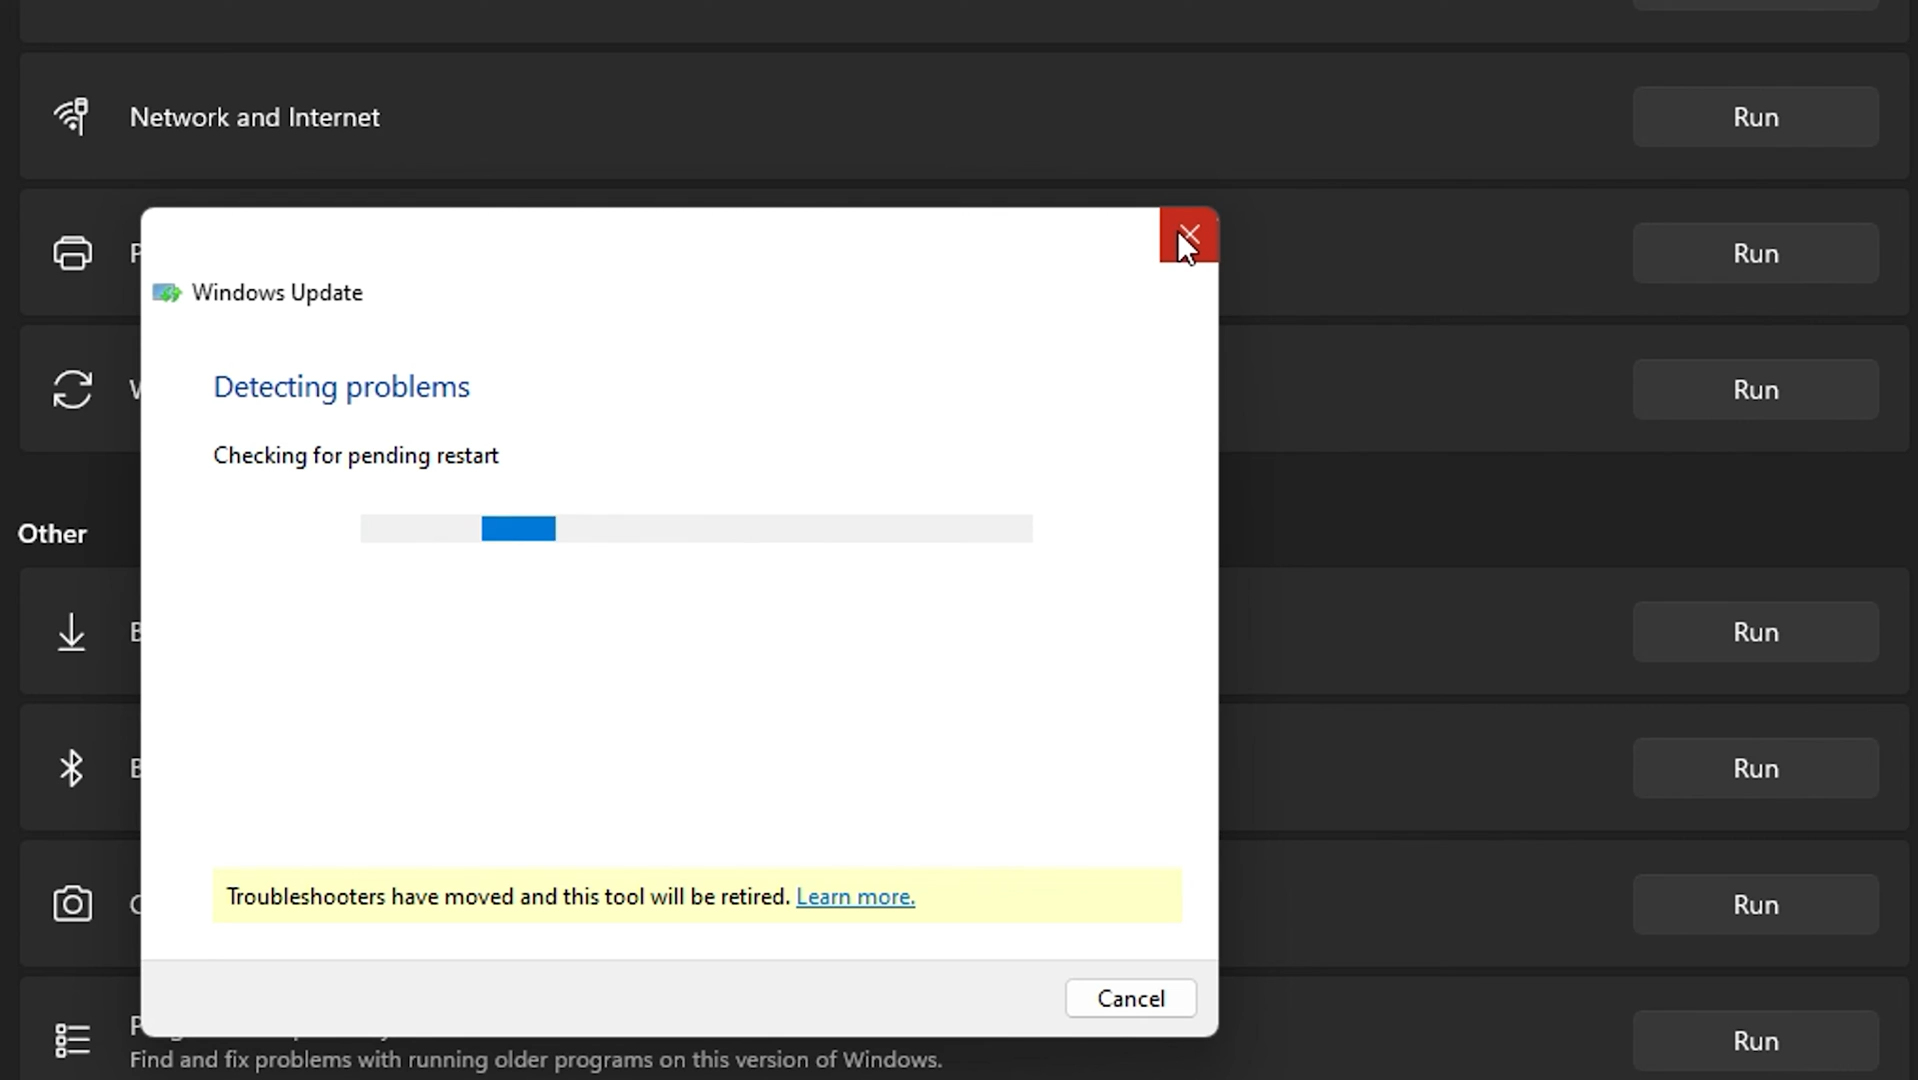 Network and Internet
Run
P
Run
Windows Update
W
Run
Detecting problems
Checking for pending restart
Other
B
Run
B
Run
Troubleshooters have moved and this tool will be retired. Learn more.
C
Run
Cancel
Find and fix problems with running older programs on this version of Windows.
Run